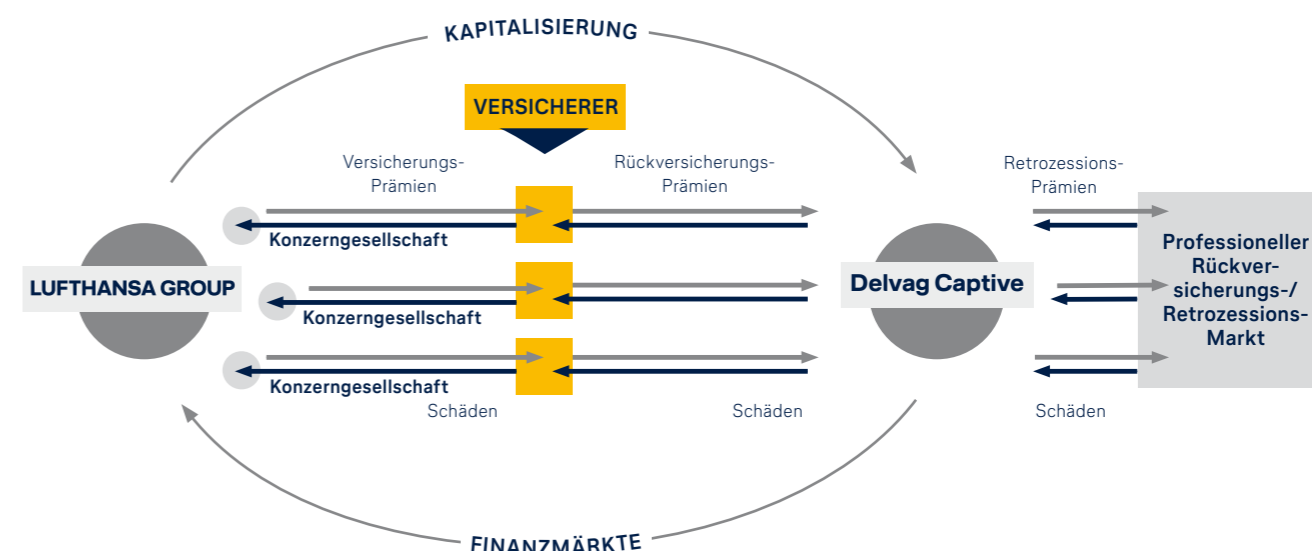 KAPITALISIERUNG
VERSICHERER
Versicherungs-
Prämien
Rückversicherungs-
Prämien
Retrozessions-
Prämien
Konzerngesellschaft
LUFTHANSA GROUP
Konzerngesellschaft
Delvag Captive
Professioneller
Rückver-
sicherungs-/
Retrozessions-
Markt
Konzerngesellschaft
Schäden
Schäden
Schäden
FINANZMÄRKTE